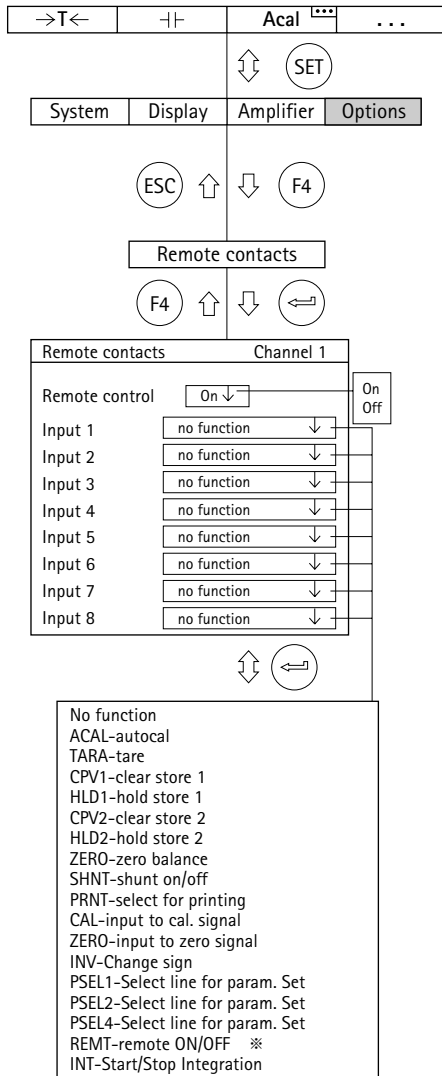 →T← ⊣⊢ Acal ...
SET
System Display Amplifier Options
ESC F4
Remote contacts
F4
Remote contacts Channel 1
Remote control On ↓ On
Off
Input 1 no function ↓
Input 2 no function ↓
Input 3 no function ↓
Input 4 no function ↓
Input 5 no function ↓
Input 6 no function ↓
Input 7 no function ↓
Input 8 no function ↓
No function
ACAL-autocal
TARA-tare
CPV1-clear store 1
HLD1-hold store 1
CPV2-clear store 2
HLD2-hold store 2
ZERO-zero balance
SHNT-shunt on/off
PRNT-select for printing
CAL-input to cal. signal
ZERO-input to zero signal
INV-Change sign
PSEL1-Select line for param. Set
PSEL2-Select line for param. Set
PSEL4-Select line for param. Set
REMT-remote ON/OFF ※
INT-Start/Stop Integration